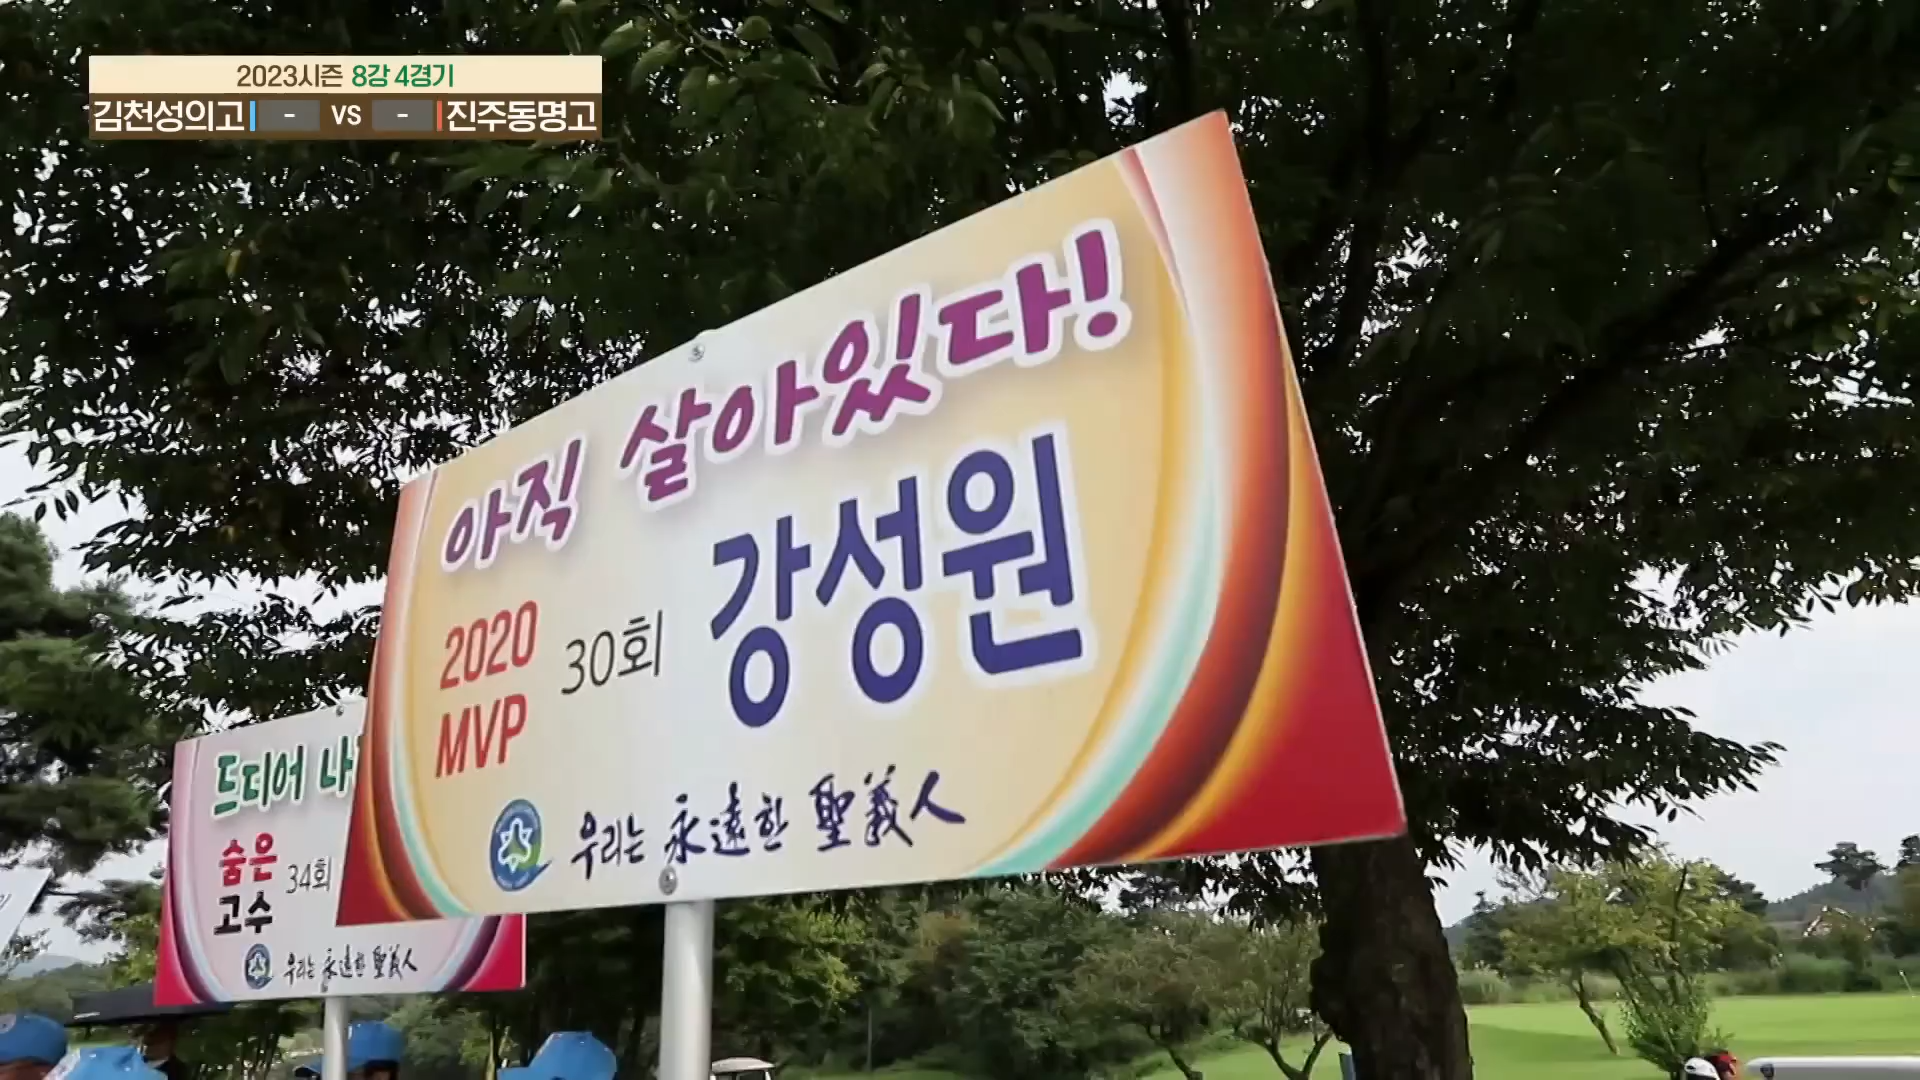 2023시즌 8강 4경기
김천성의고 - VS - 진주동명고
아직 살아있다!
2020 MVP 30회 강성원
우리는 永遠한 聖義人
드디어
숨은 고수 34회
우리는 永遠한 聖義人